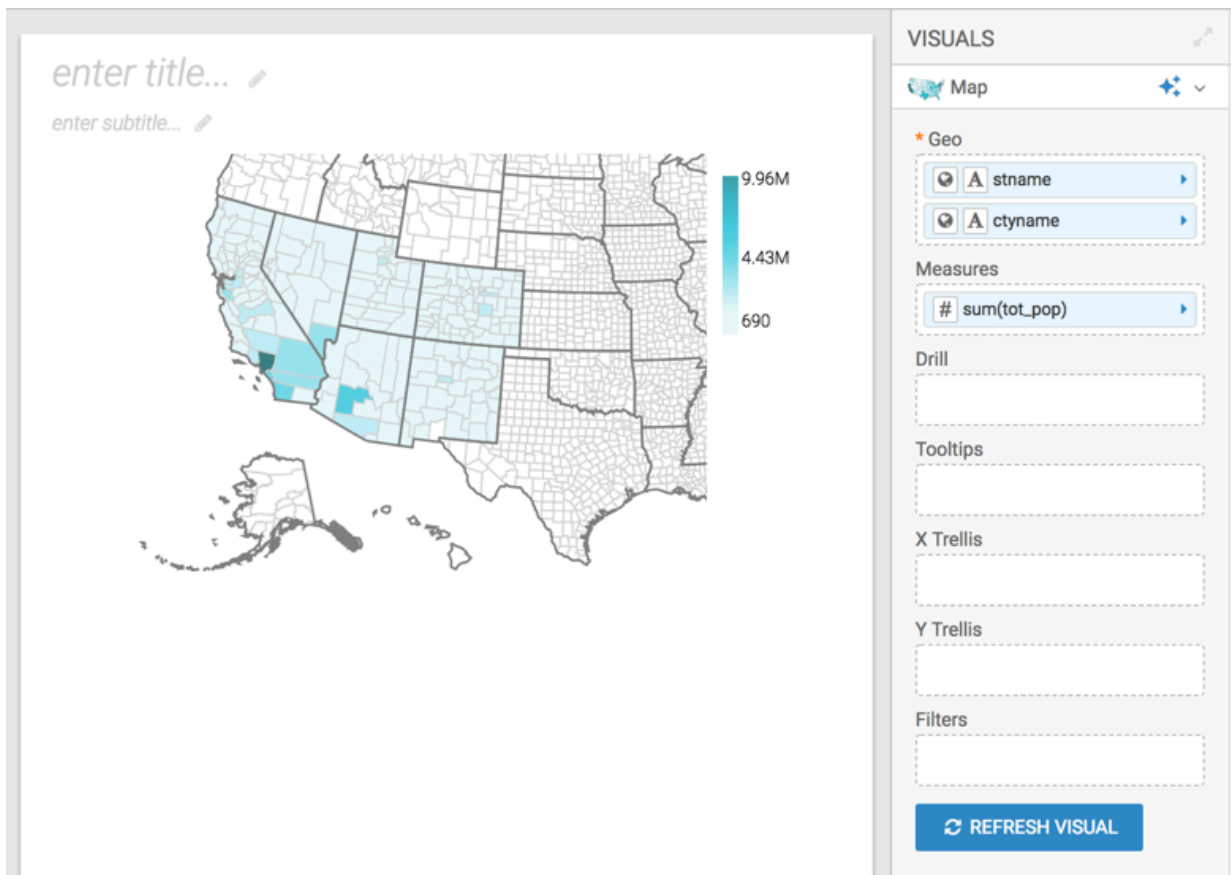 enter title...
enter subtitle...
9.96M
4.43M
690
VISUALS
Map
* Geo
A stname
A ctyname
Measures
# sum(tot_pop)
Drill
Tooltips
X Trellis
Y Trellis
Filters
REFRESH VISUAL